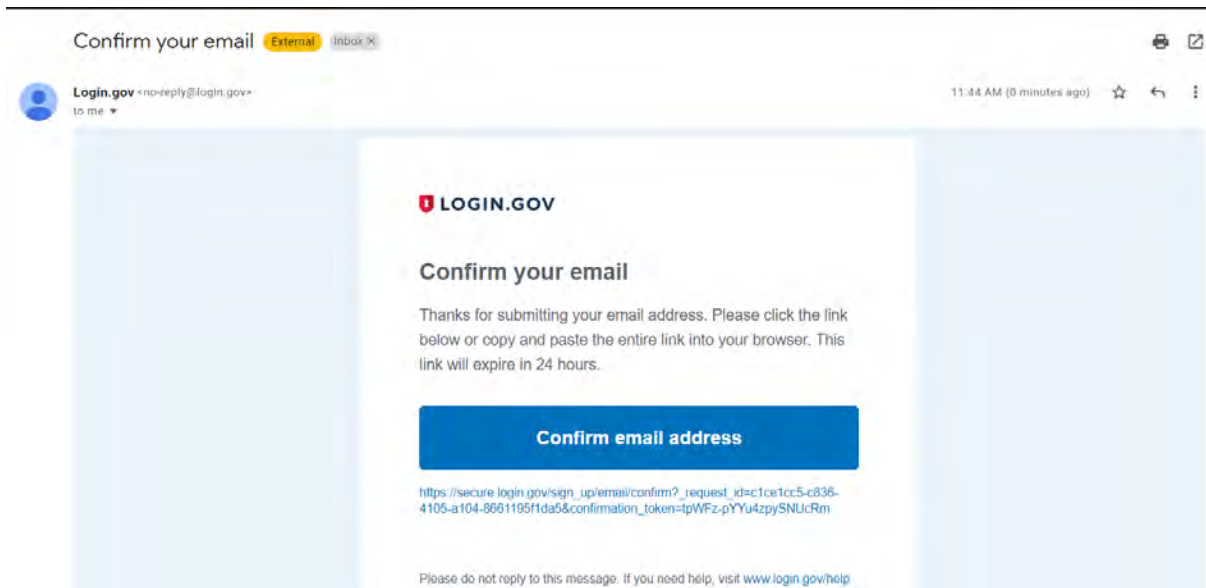 Confirm your email External Inbox ×
Login.gov <no-reply@login.gov>
11:44 AM (0 minutes ago)
to me
LOGIN.GOV
Confirm your email
Thanks for submitting your email address. Please click the link
below or copy and paste the entire link into your browser. This
link will expire in 24 hours.
Confirm email address
https://secure.login.gov/sign_up/email/confirm?_request_id=c1ce1cc5-c836-
4105-a104-8661195f1da5&confirmation_token=tpWFz-pYYu4zpySNUcRm
Please do not reply to this message. If you need help, visit www.login.gov/help